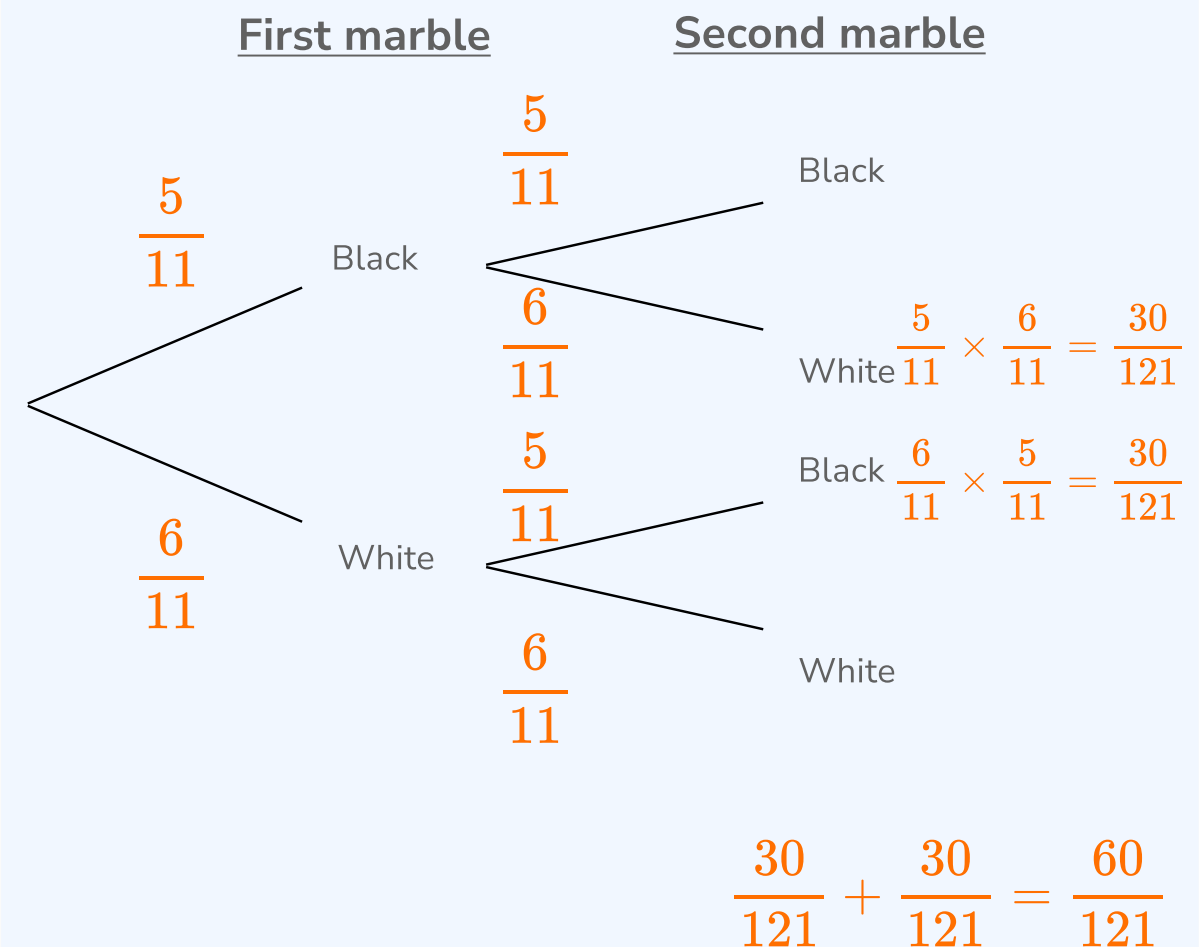 First marble Second marble
5/11
Black
5/11
Black
6/11
White 5/11 × 6/11 = 30/121
5/11
Black 6/11 × 5/11 = 30/121
White
6/11
6/11
White
30/121 + 30/121 = 60/121